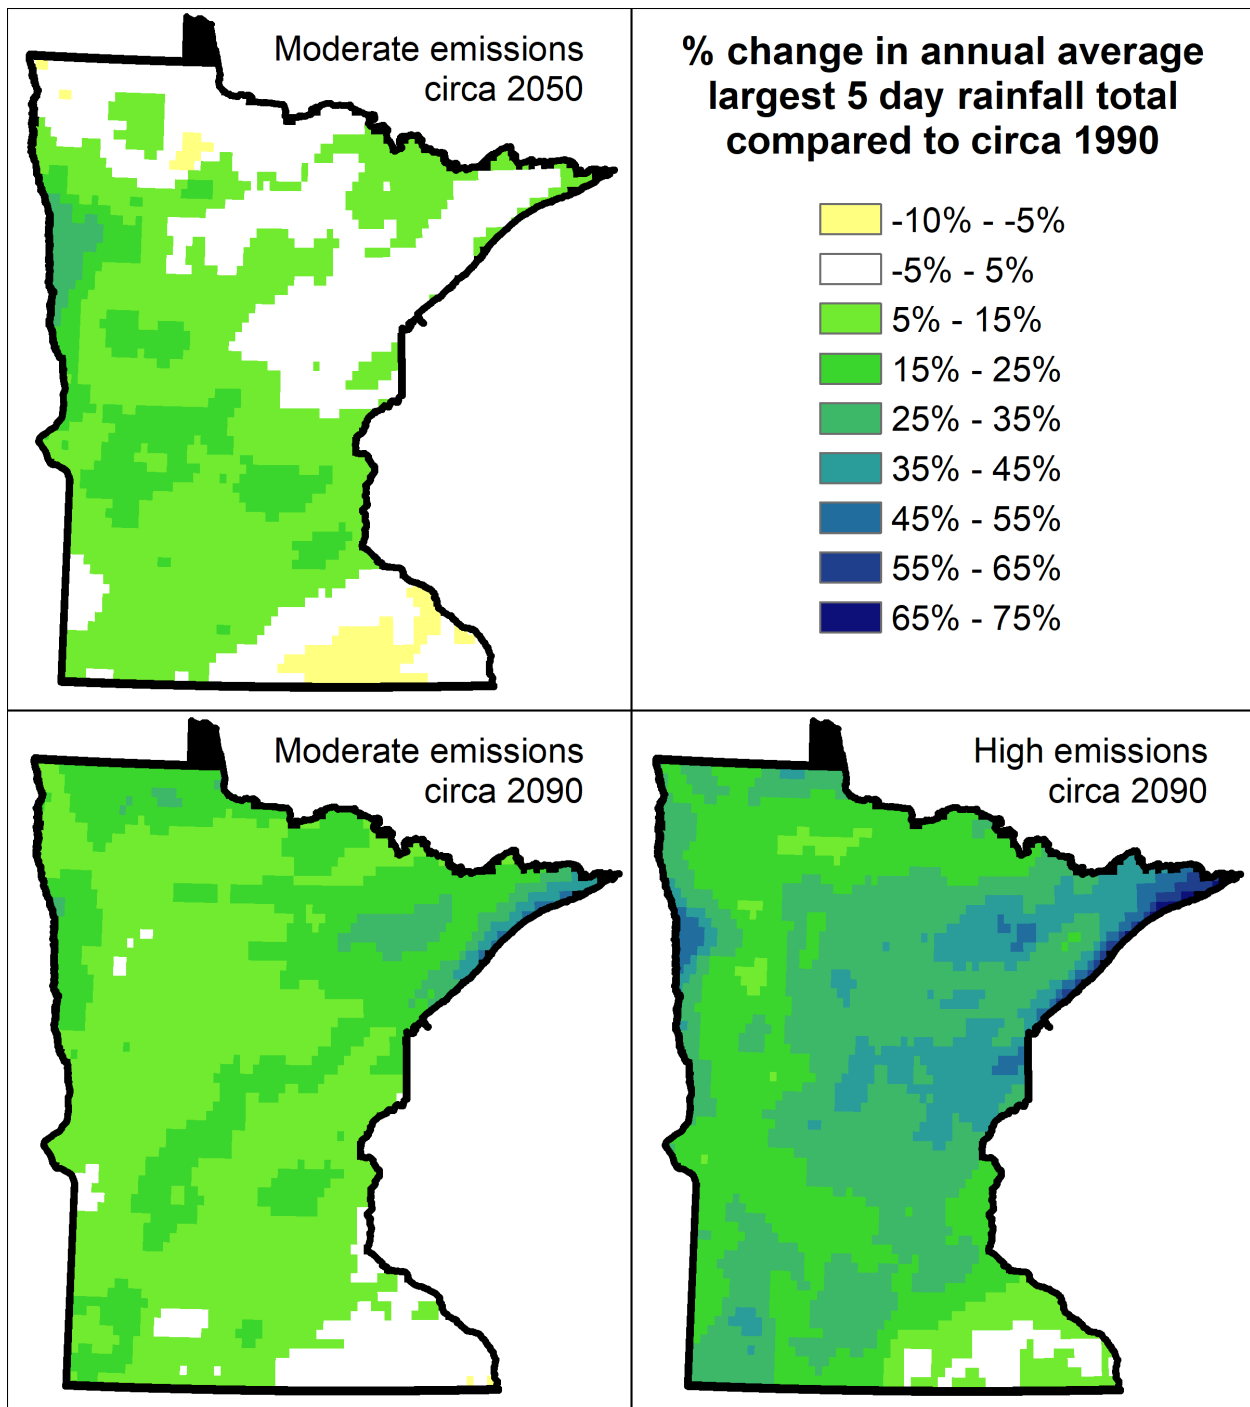 Moderate emissions
circa 2050
% change in annual average
largest 5 day rainfall total
compared to circa 1990
-10% - -5%
-5% - 5%
5% - 15%
15% - 25%
25% - 35%
35% - 45%
45% - 55%
55% - 65%
65% - 75%
Moderate emissions
circa 2090
High emissions
circa 2090